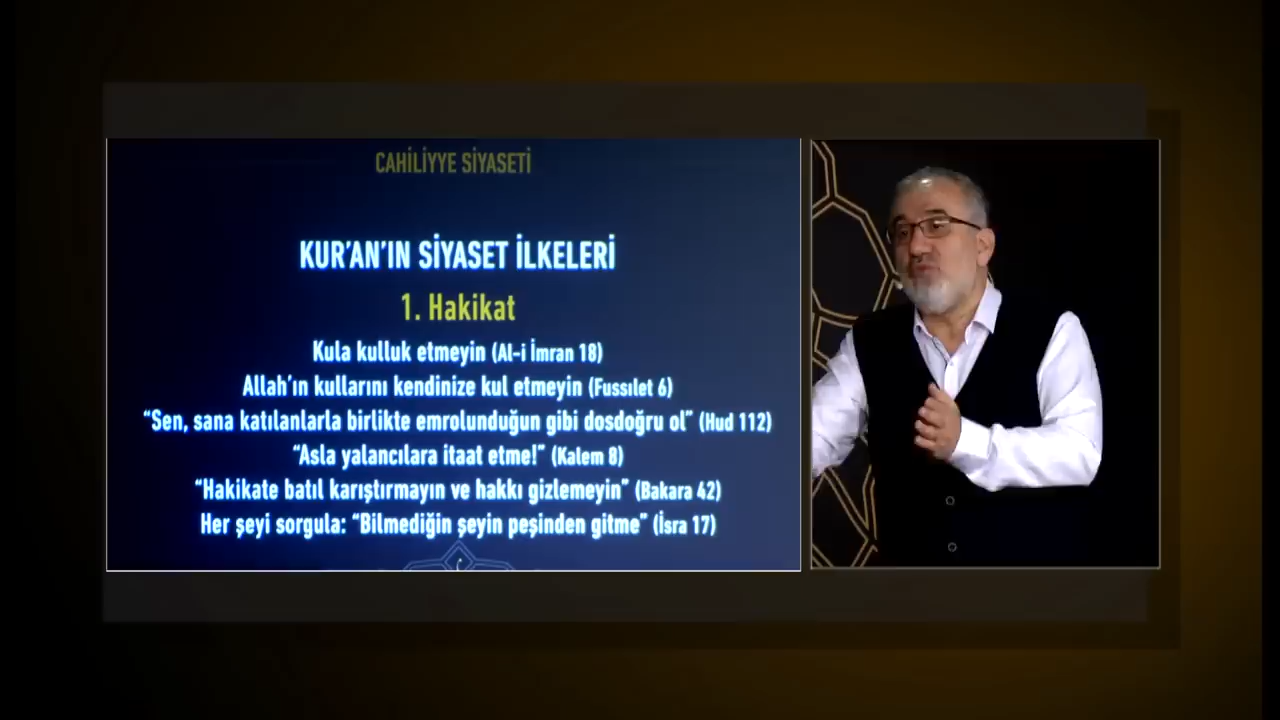 CAHİLİYYE SİYASETİ
KUR'AN'IN SİYASET İLKELERİ
1. Hakikat
Kula kulluk etmeyin (Al-i İmran 18)
Allah'ın kullarını kendinize kul etmeyin (Fussılet 6)
“Sen, sana katılanlarla birlikte emrolunduğun gibi dosdoğru ol” (Hud 112)
“Asla yalancılara itaat etme!” (Kalem 8)
“Hakikate batıl karıştırmayın ve hakkı gizlemeyin” (Bakara 42)
Her şeyi sorgula: “Bilmediğin şeyin peşinden gitme” (İsra 17)